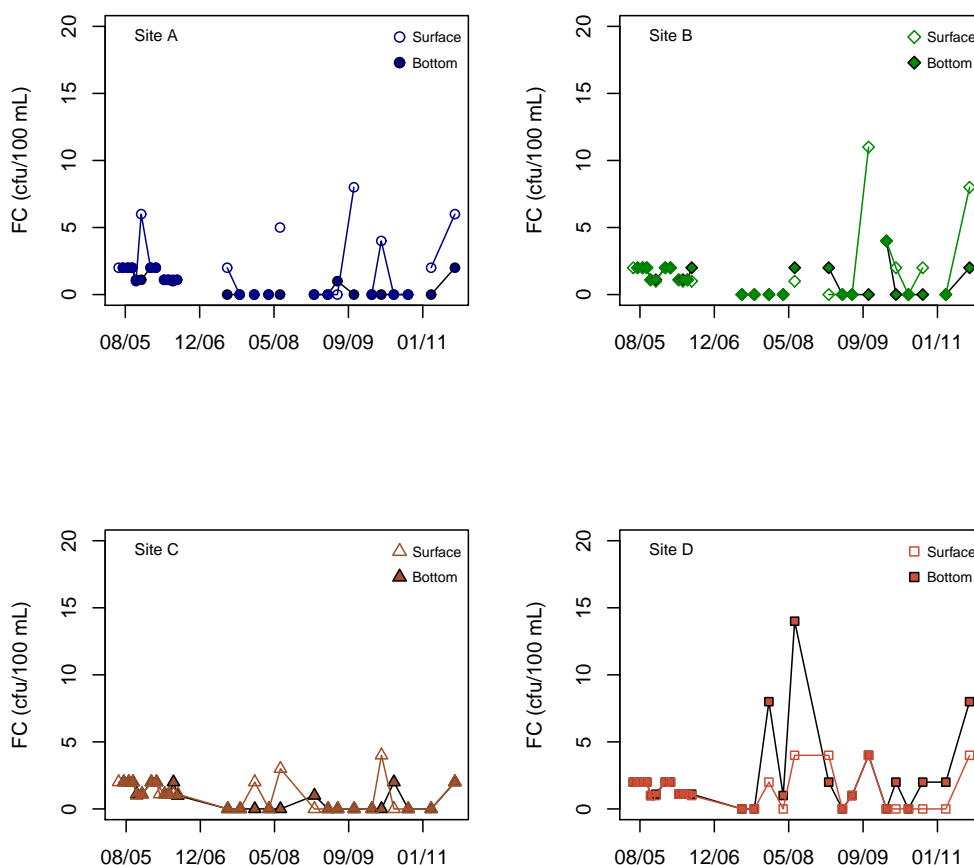 Site A
Surface
Bottom
FC (cfu/100 mL)
20
15
10
5
0
08/05 12/06 05/08 09/09 01/11
Site B
Surface
Bottom
FC (cfu/100 mL)
20
15
10
5
0
08/05 12/06 05/08 09/09 01/11
Site C
Surface
Bottom
FC (cfu/100 mL)
20
15
10
5
0
08/05 12/06 05/08 09/09 01/11
Site D
Surface
Bottom
FC (cfu/100 mL)
20
15
10
5
0
08/05 12/06 05/08 09/09 01/11